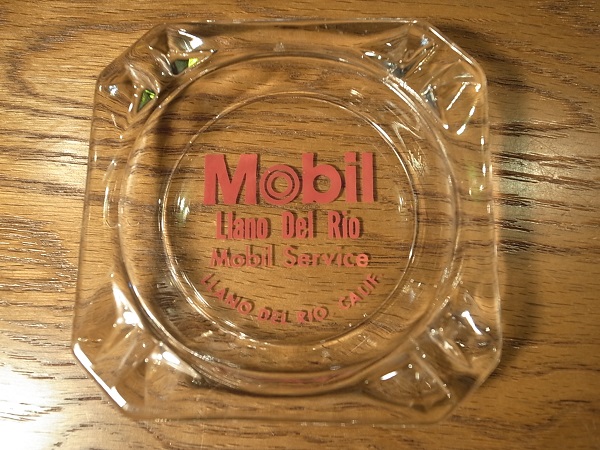 Mobil
Llano Del Rio
Mobil Service
LLANO DEL RIO CALIF.